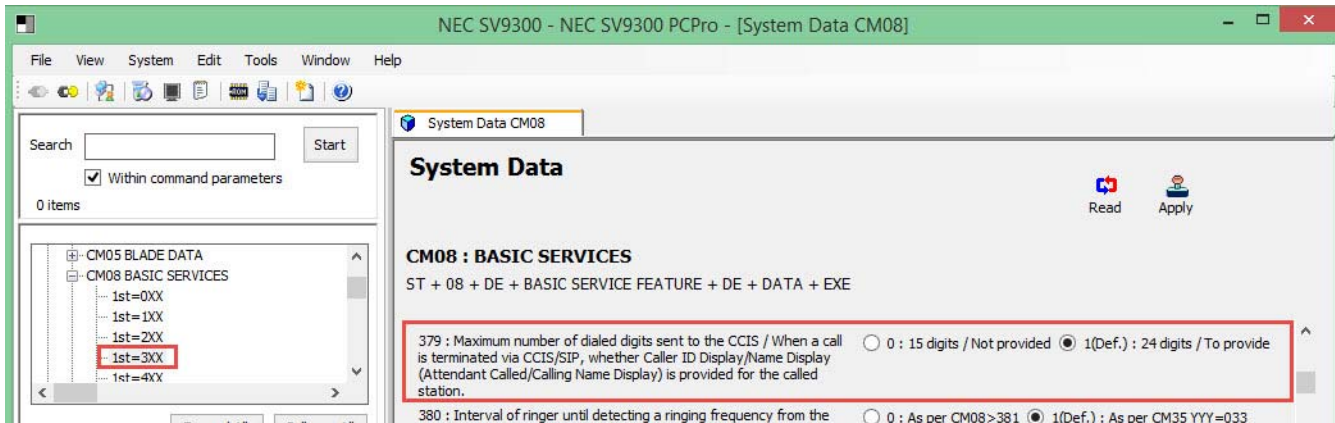 NEC SV9300 - NEC SV9300 PCPro - [System Data CM08]
File View System Edit Tools Window Help
Search
Start
Within command parameters
0 items
CM05 BLADE DATA
CM08 BASIC SERVICES
1st=0XX
1st=1XX
1st=2XX
1st=3XX
1st=4XX
System Data CM08
System Data
Read
Apply
CM08 : BASIC SERVICES
ST + 08 + DE + BASIC SERVICE FEATURE + DE + DATA + EXE
379 : Maximum number of dialed digits sent to the CCIS / When a call
is terminated via CCIS/SIP, whether Caller ID Display/Name Display
(Attendant Called/Calling Name Display) is provided for the called
station.
0 : 15 digits / Not provided
1(Def.) : 24 digits / To provide
380 : Interval of ringer until detecting a ringing frequency from the
0 : As per CM08>381
1(Def.) : As per CM35 YYY=033